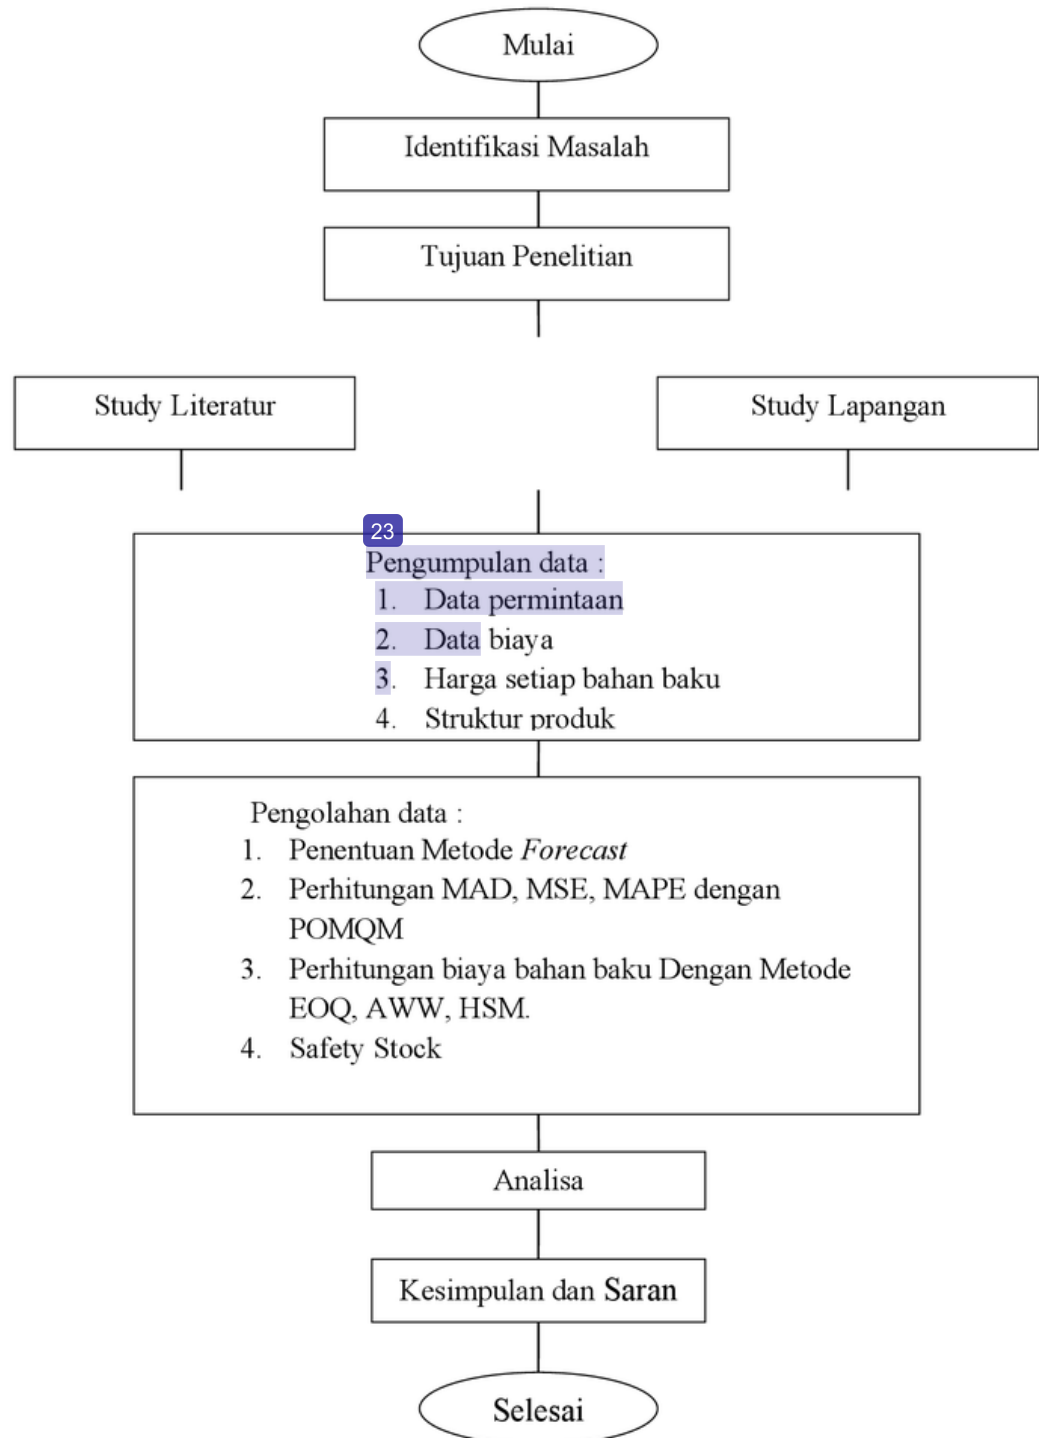 Mulai
Identifikasi Masalah
Tujuan Penelitian
Study Literatur
Study Lapangan
23
Pengumpulan data :
1. Data permintaan
2. Data biaya
3. Harga setiap bahan baku
4. Struktur produk
Pengolahan data :
1. Penentuan Metode Forecast
2. Perhitungan MAD, MSE, MAPE dengan
POMQM
3. Perhitungan biaya bahan baku Dengan Metode
EOQ, AWW, HSM.
4. Safety Stock
Analisa
Kesimpulan dan Saran
Selesai